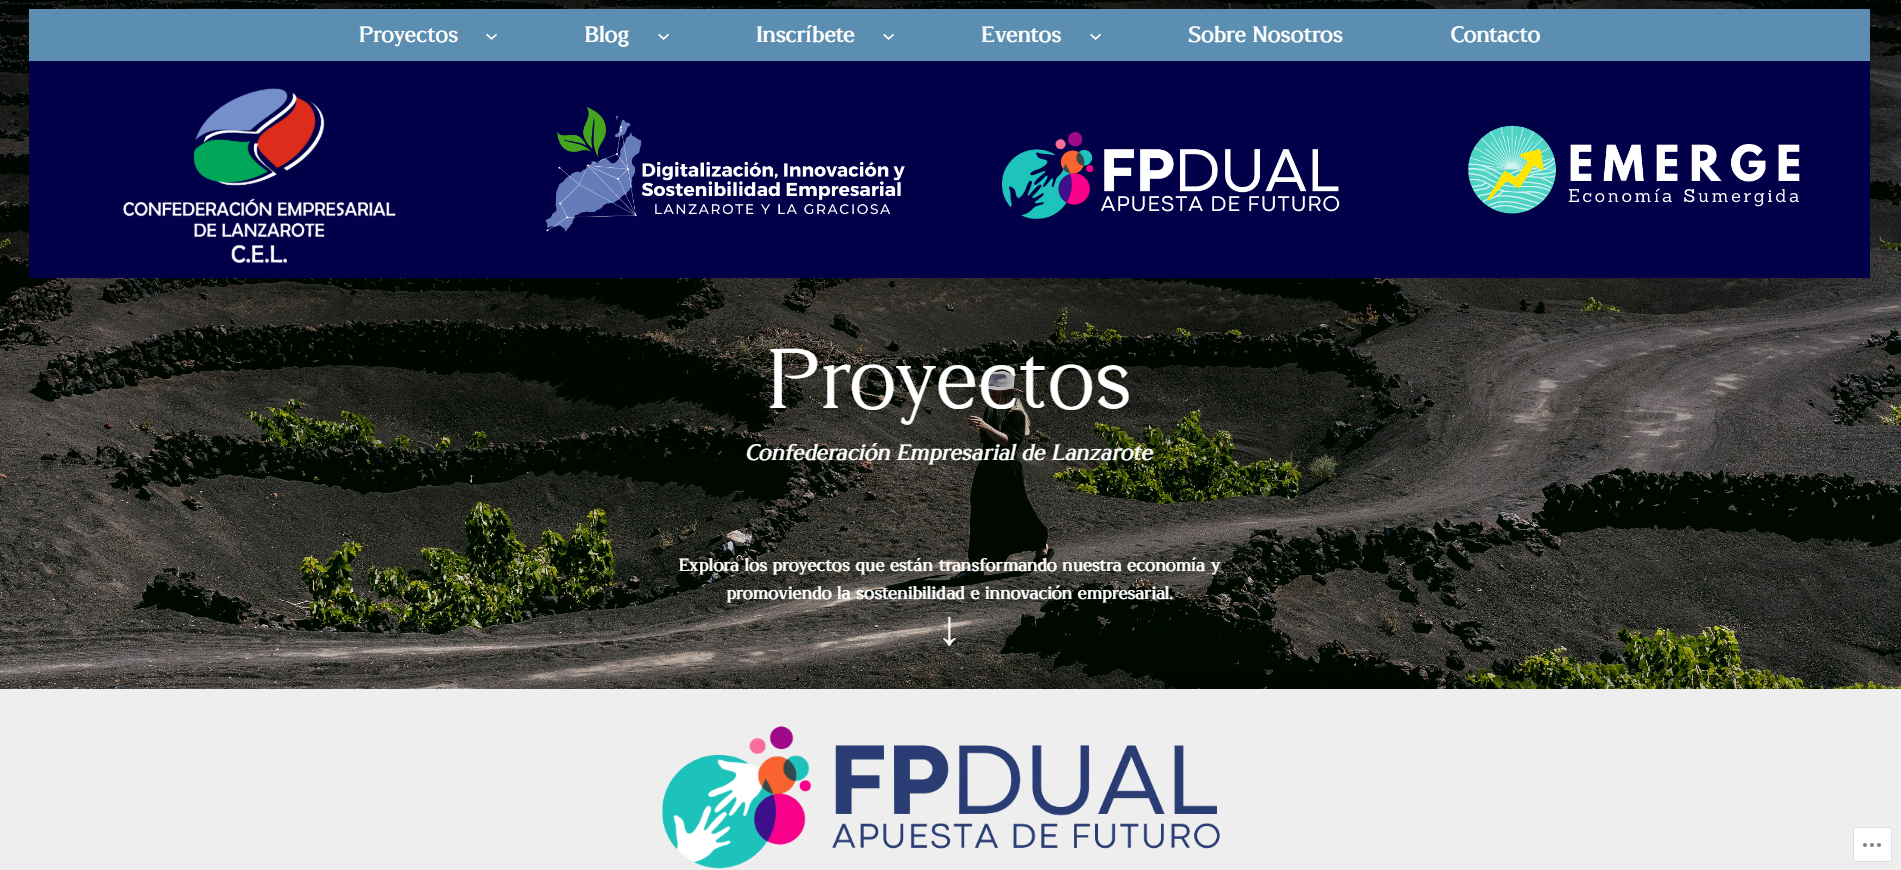 Proyectos
Blog
Inscríbete
Eventos
Sobre Nosotros
Contacto
CONFEDERACIÓN EMPRESARIAL
DE LANZAROTE
C.E.L.
Digitalización, Innovación y
Sostenibilidad Empresarial
LANZAROTE Y LA GRACIOSA
FPDUAL
APUESTA DE FUTURO
EMERGE
Economía Sumergida
Proyectos
Confederación Empresarial de Lanzarote
Explora los proyectos que están transformando nuestra economía y
promoviendo la sostenibilidad e innovación empresarial.
↓
FPDUAL
APUESTA DE FUTURO